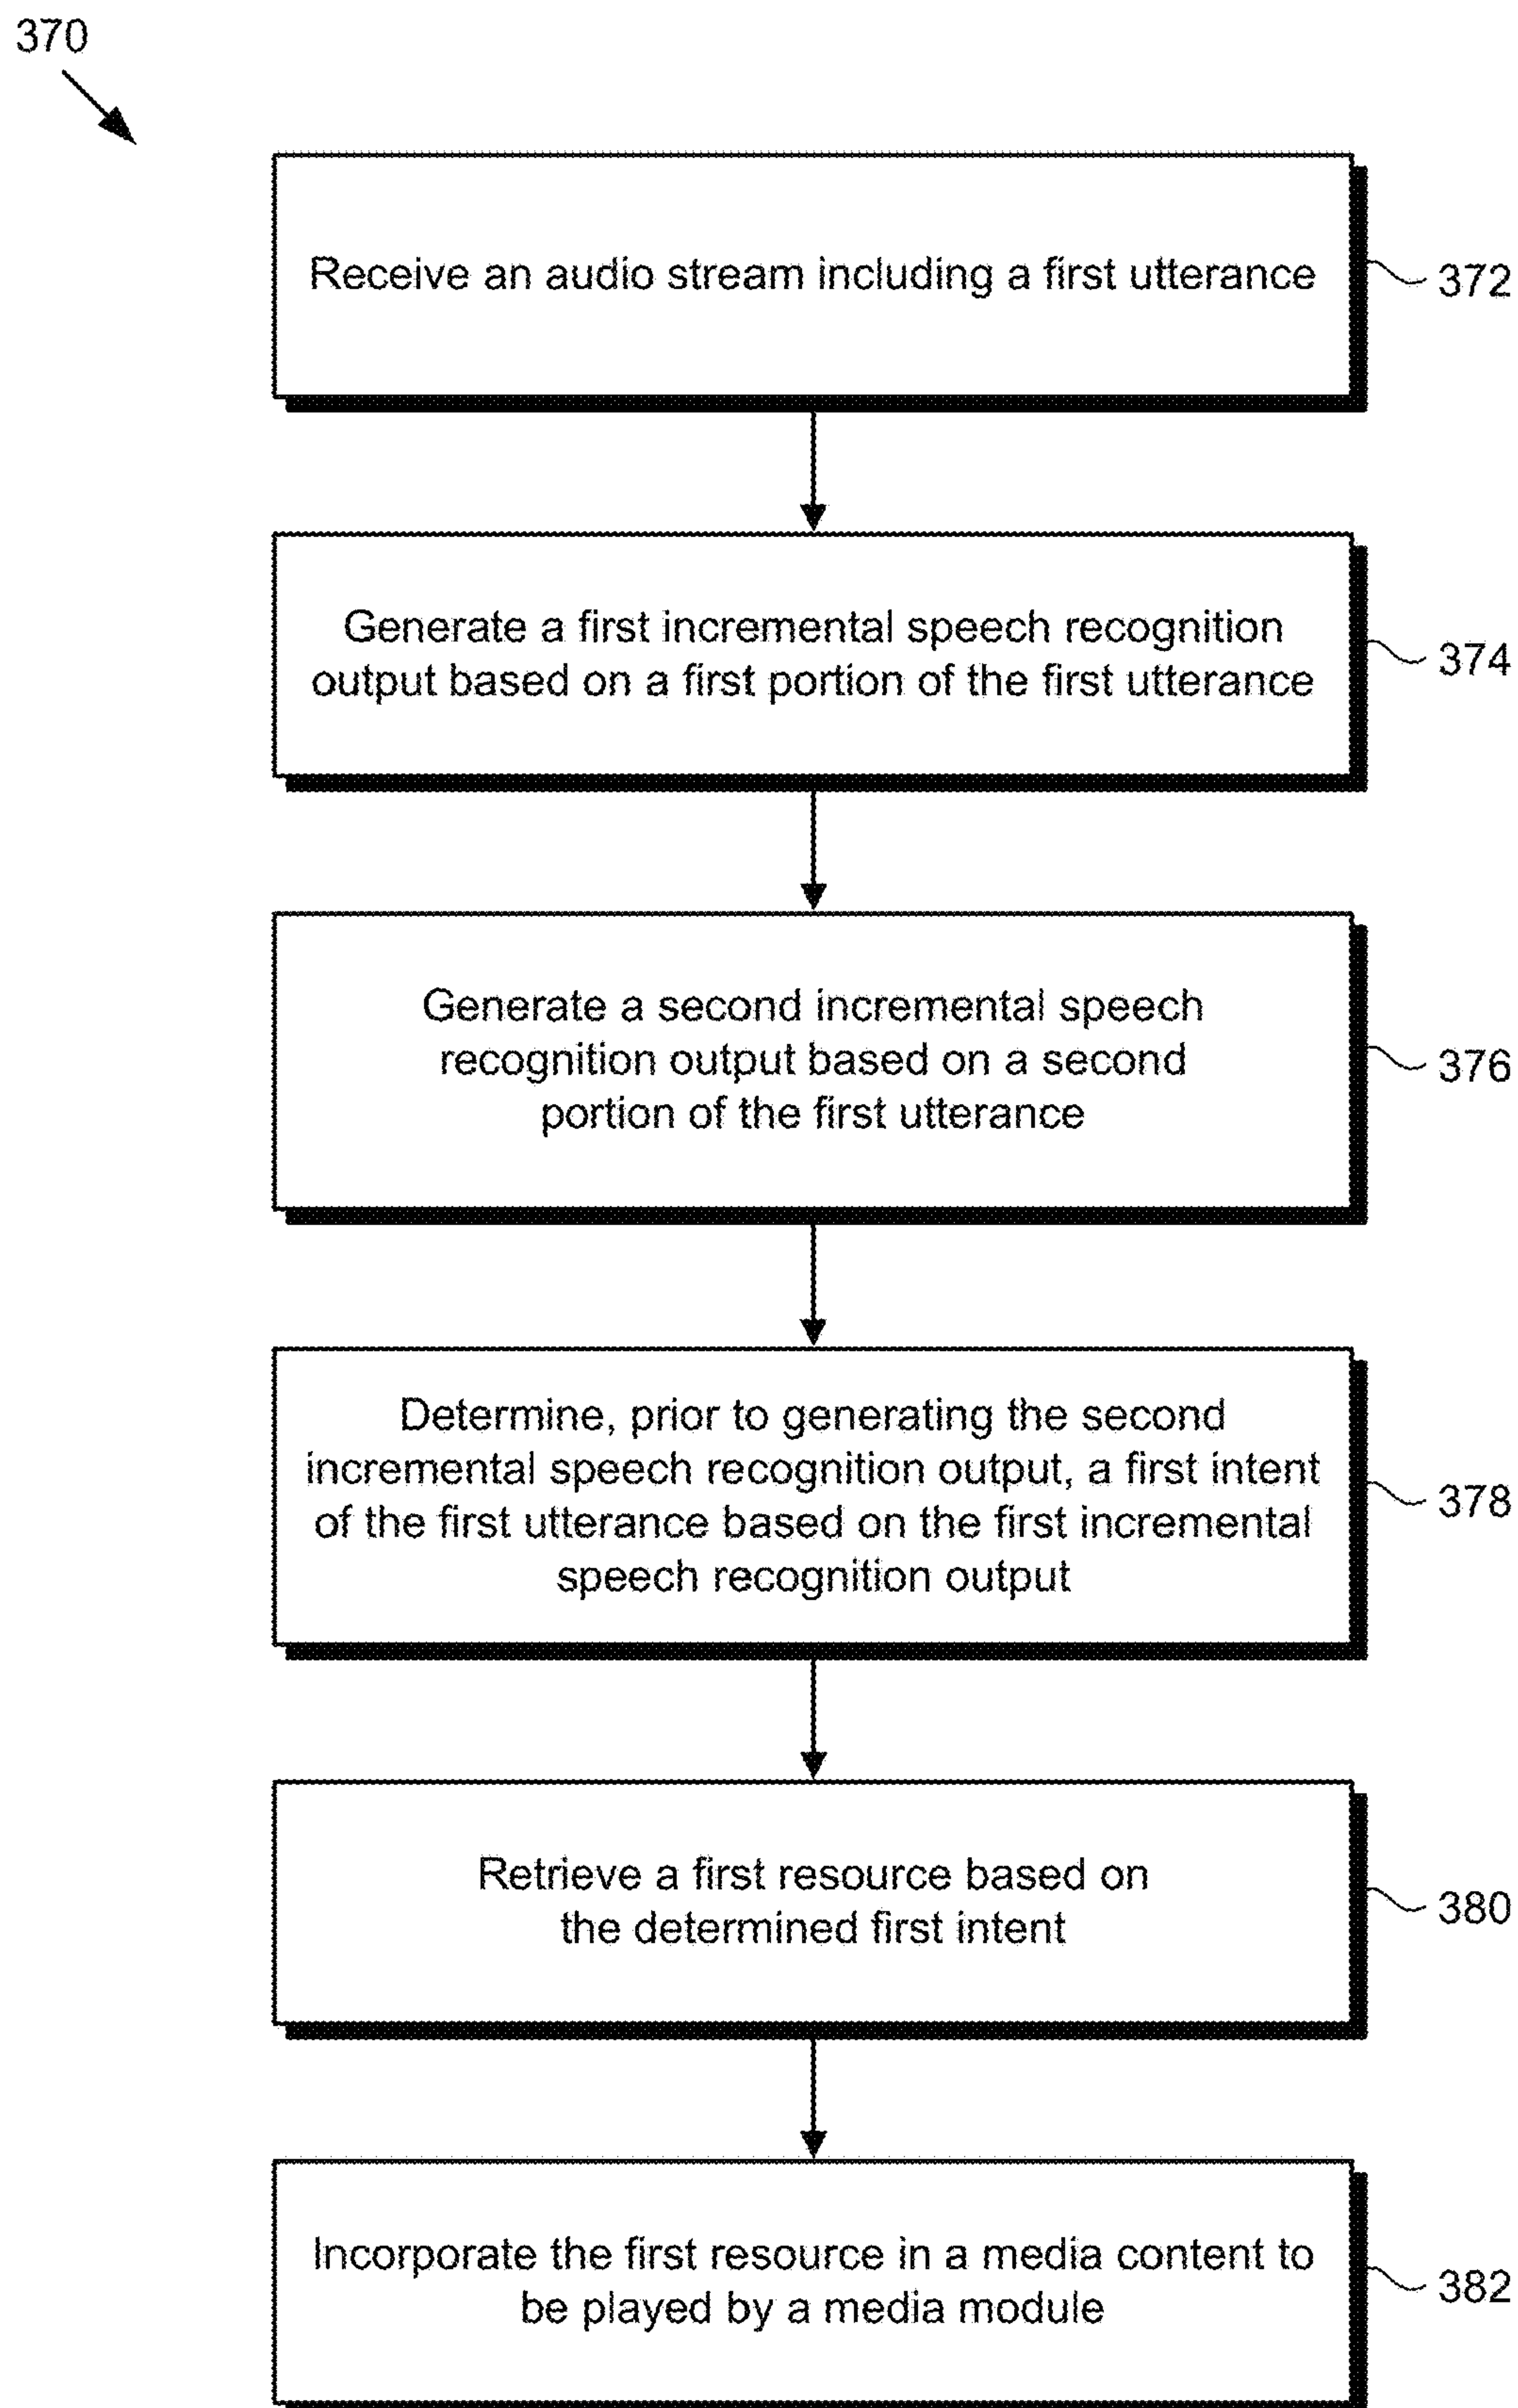 370
Receive an audio stream including a first utterance
372
Generate a first incremental speech recognition
output based on a first portion of the first utterance
374
Generate a second incremental speech
recognition output based on a second
portion of the first utterance
376
Determine, prior to generating the second
incremental speech recognition output, a first intent
of the first utterance based on the first incremental
speech recognition output
378
Retrieve a first resource based on
the determined first intent
380
Incorporate the first resource in a media content to
be played by a media module
382